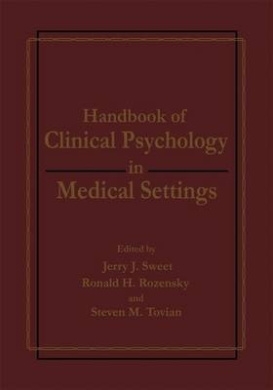 Handbook of
Clinical Psychology
in
Medical Settings
Edited by
Jerry J. Sweet
Ronald H. Rozensky
and
Steven M. Tovian